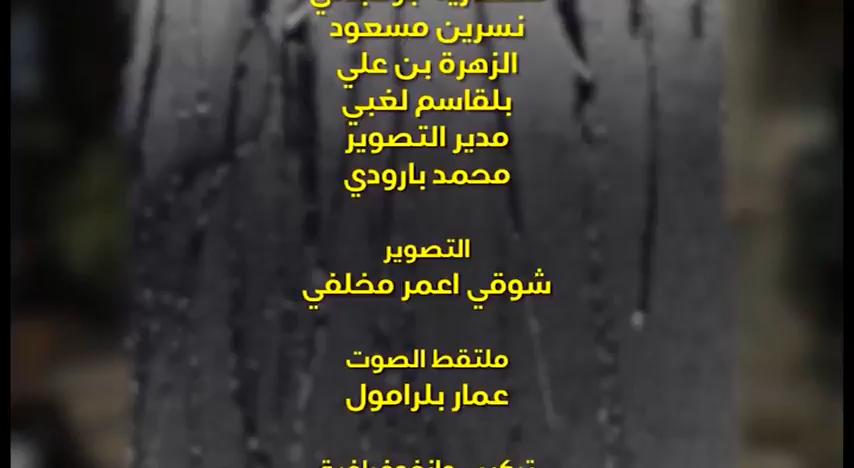 نسرين مسعود
الزهرة بن علي
بلقاسم لغبي
مدير التصوير
محمد بارودي
التصوير
شوقي اعمر مخلفي
ملتقط الصوت
عمار بلرامول